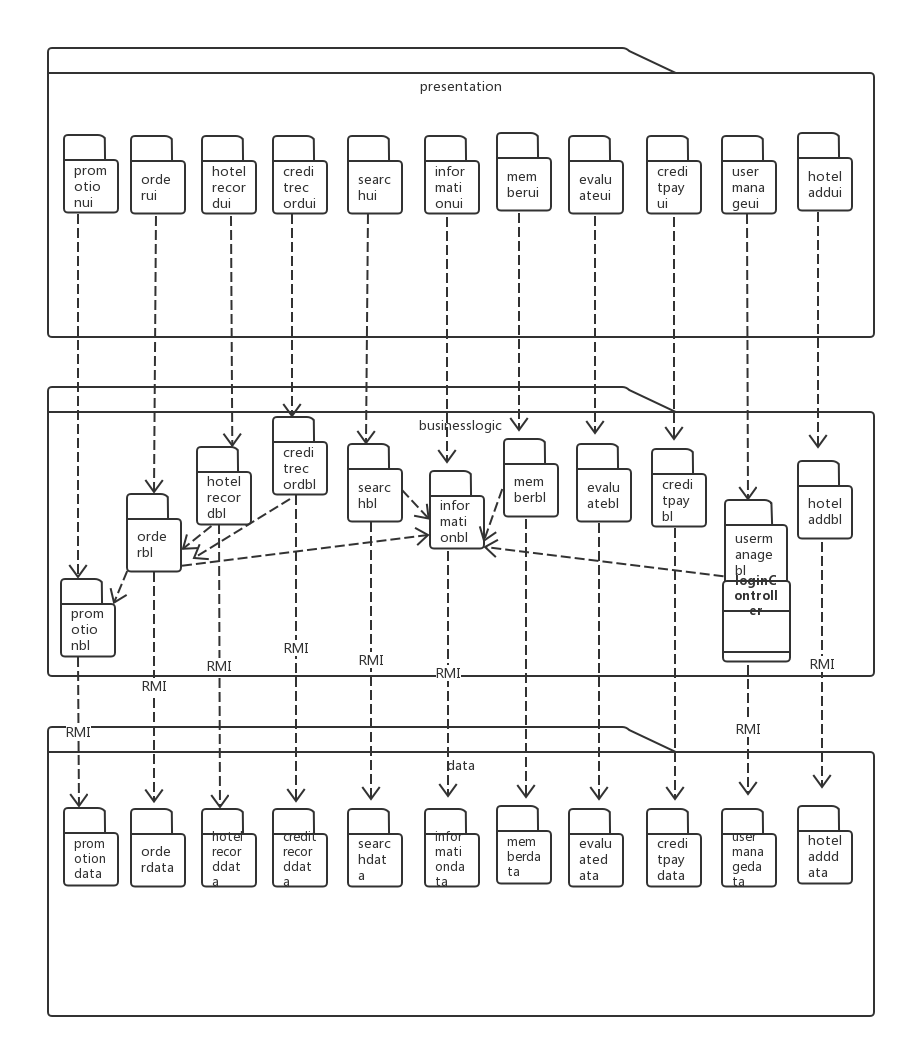 presentation
prom
otio
nui
orde
rui
hotel
recor
dui
credi
trec
ordui
searc
hui
infor
mati
onui
mem
berui
evalu
ateui
credi
tpay
ui
user
mana
geui
hotel
addui
businesslogic
prom
otio
nbl
orde
rbl
hotel
recor
dbl
credi
trec
ordbl
searc
hbl
infor
mati
onbl
mem
berbl
evalu
atebl
credi
tpay
bl
userm
anage
bl
loginC
ontroll
er
hotel
addbl
RMI
RMI
RMI
RMI
RMI
RMI
RMI
RMI
data
prom
otion
data
orde
rdata
hotel
recor
ddat
a
credit
recor
ddat
a
searc
hdat
a
infor
mati
onda
ta
mem
berda
ta
evalu
ated
ata
credi
tpay
data
user
mana
geda
ta
hotel
addd
ata